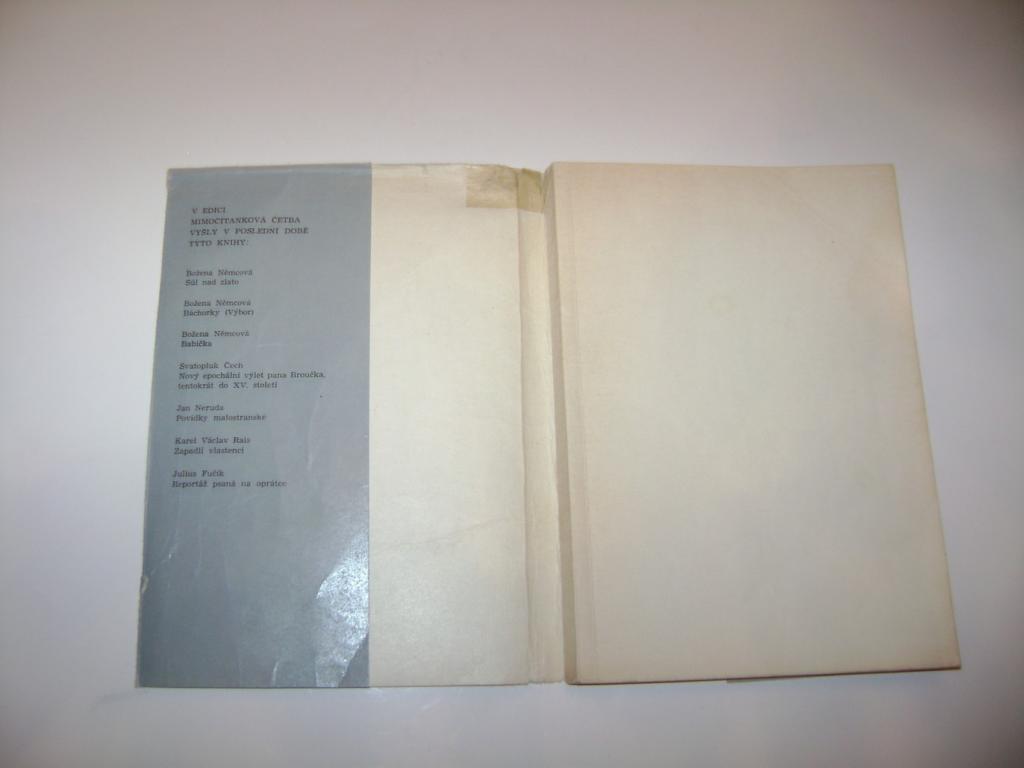 V EDICI
MIMOČÍTANKOVÁ ČETBA
VYŠLY V POSLEDNÍ DOBĚ
TYTO KNIHY:
Božena Němcová
Sůl nad zlato
Božena Němcová
Báchorky (Výbor)
Božena Němcová
Babička
Svatopluk Čech
Nový epochální výlet pana Broučka,
tentokrát do XV. století
Jan Neruda
Povídky malostranské
Karel Václav Rais
Zapadlí vlastenci
Julius Fučík
Reportáž psaná na oprátce